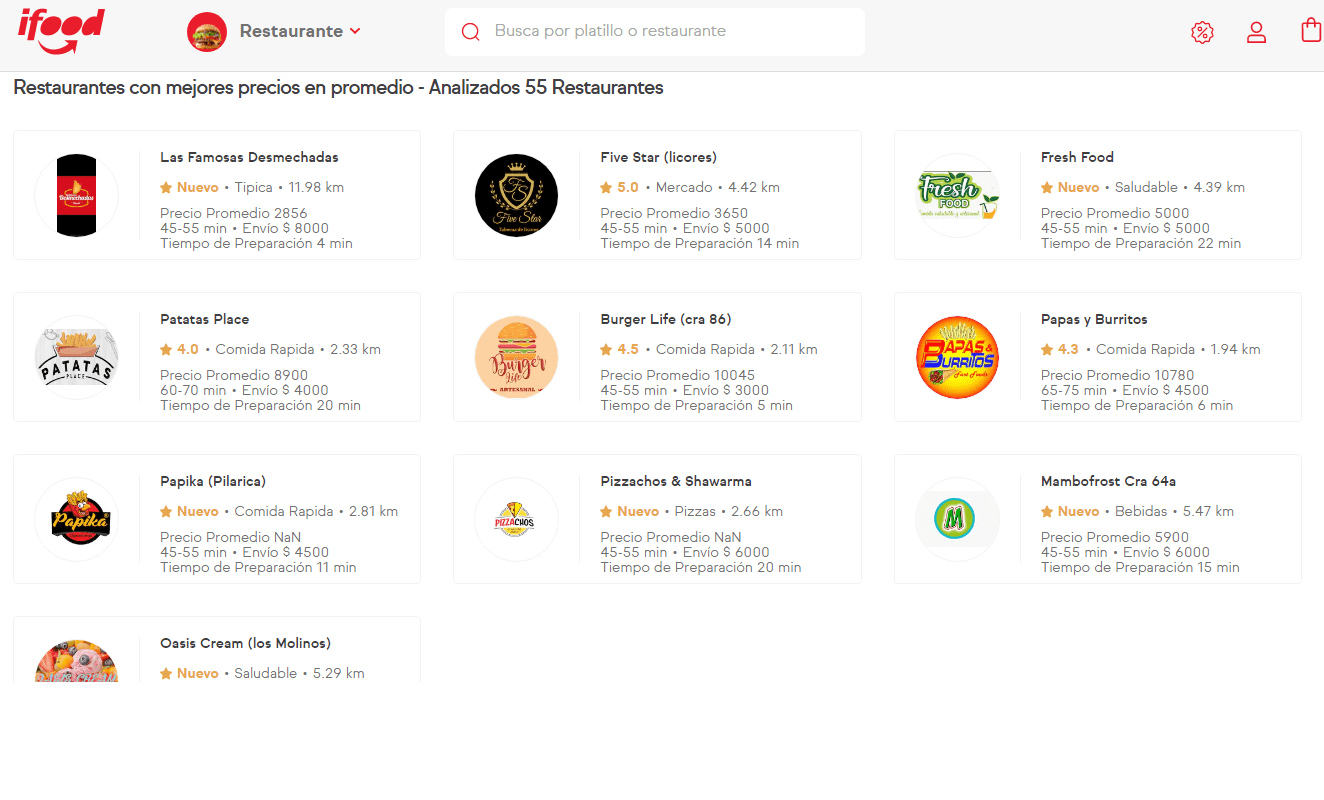 ifood
Restaurante
Busca por platillo o restaurante
Restaurantes con mejores precios en promedio - Analizados 55 Restaurantes
Desmechadas
Las Famosas Desmechadas
Nuevo • Tipica • 11.98 km
Precio Promedio 2856
45-55 min • Envío $ 8000
Tiempo de Preparación 4 min
FS
Five Star
Five Star (licores)
5.0 • Mercado • 4.42 km
Precio Promedio 3650
45-55 min • Envío $ 5000
Tiempo de Preparación 14 min
Fresh
FOOD
Fresh Food
Nuevo • Saludable • 4.39 km
Precio Promedio 5000
45-55 min • Envío $ 5000
Tiempo de Preparación 22 min
PATATAS
PLACE
Patatas Place
4.0 • Comida Rapida • 2.33 km
Precio Promedio 8900
60-70 min • Envío $ 4000
Tiempo de Preparación 20 min
Burger
life
ARTESANAL
Burger Life (cra 86)
4.5 • Comida Rapida • 2.11 km
Precio Promedio 10045
45-55 min • Envío $ 3000
Tiempo de Preparación 5 min
PAPAS &
BURRITOS
Fast Foods
Papas y Burritos
4.3 • Comida Rapida • 1.94 km
Precio Promedio 10780
65-75 min • Envío $ 4500
Tiempo de Preparación 6 min
Papika
Papika (Pilarica)
Nuevo • Comida Rapida • 2.81 km
Precio Promedio NaN
45-55 min • Envío $ 4500
Tiempo de Preparación 11 min
PIZZACHOS
Pizzachos & Shawarma
Nuevo • Pizzas • 2.66 km
Precio Promedio NaN
45-55 min • Envío $ 6000
Tiempo de Preparación 20 min
M
Mambofrost Cra 64a
Nuevo • Bebidas • 5.47 km
Precio Promedio 5900
45-55 min • Envío $ 6000
Tiempo de Preparación 15 min
Oasis Cream (los Molinos)
Nuevo • Saludable • 5.29 km